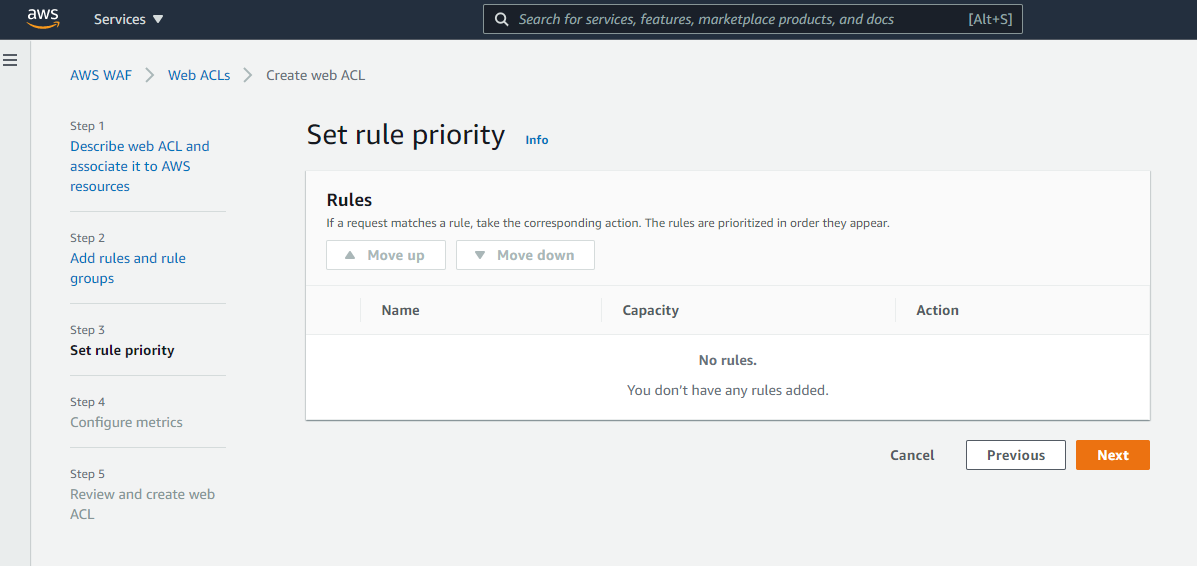 aws
Services ▼
Search for services, features, marketplace products, and docs [Alt+S]
AWS WAF > Web ACLs > Create web ACL
Step 1
Describe web ACL and
associate it to AWS
resources
Step 2
Add rules and rule
groups
Step 3
Set rule priority
Step 4
Configure metrics
Step 5
Review and create web
ACL
Set rule priority Info
Rules
If a request matches a rule, take the corresponding action. The rules are prioritized in order they appear.
▲ Move up ▼ Move down
Name Capacity Action
No rules.
You don't have any rules added.
Cancel Previous Next